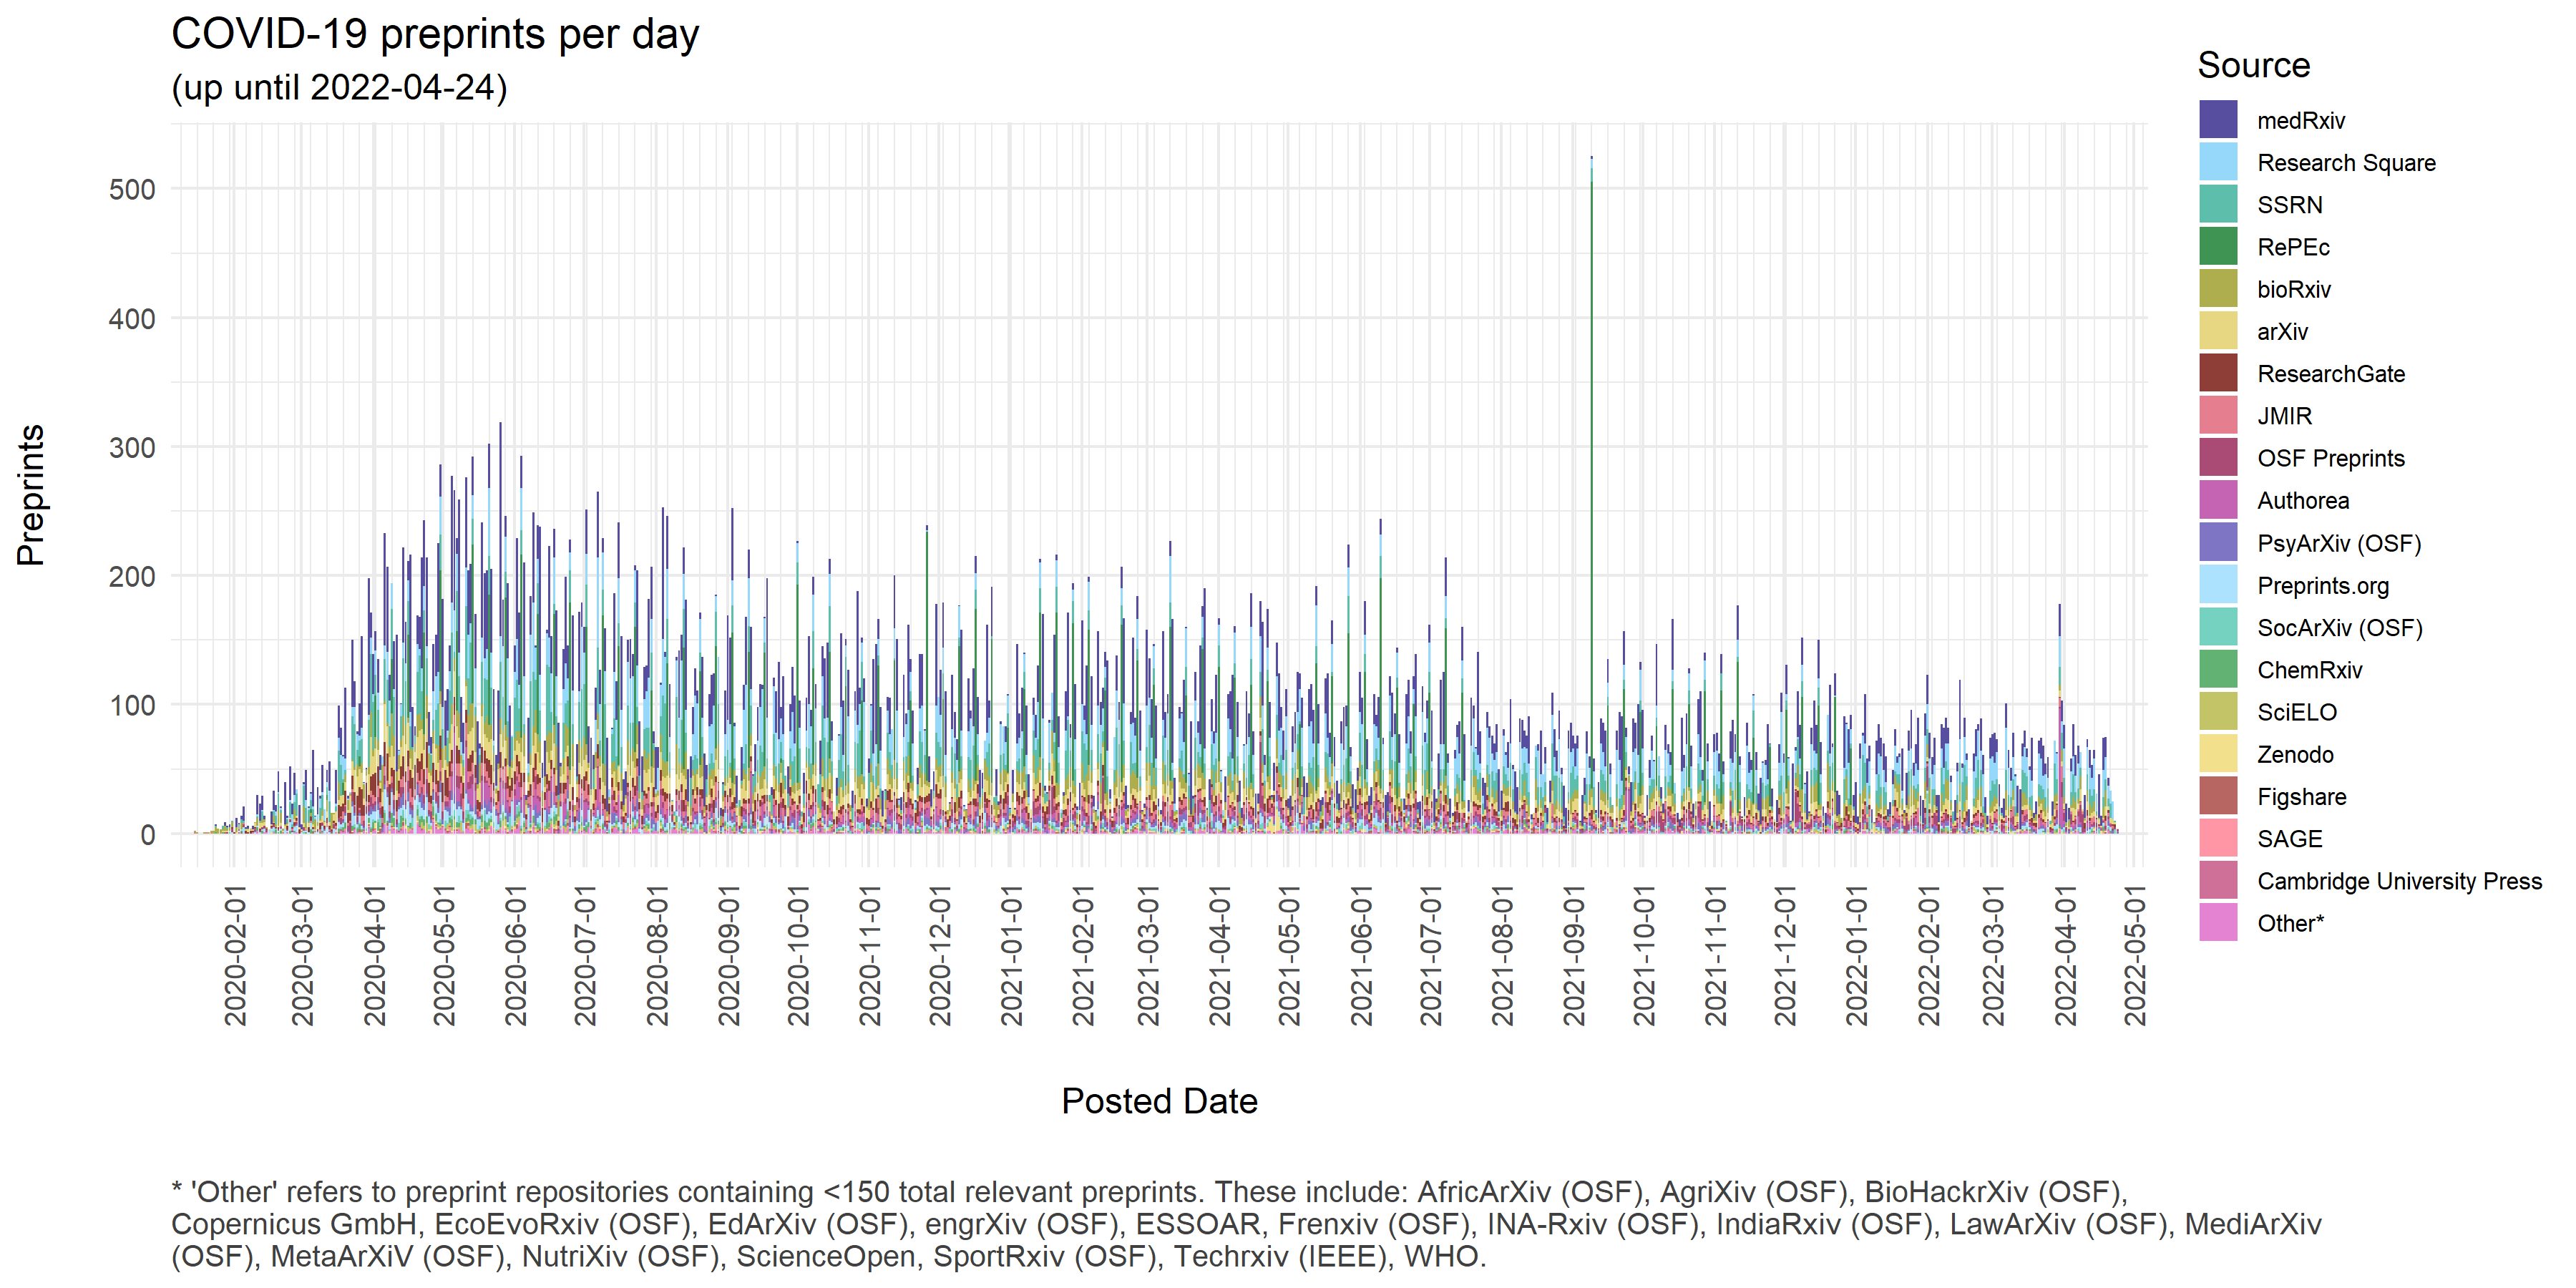 COVID-19 preprints per day
(up until 2022-04-24)
Source
medRxiv
Research Square
SSRN
RePEc
bioRxiv
arXiv
ResearchGate
JMIR
OSF Preprints
Authorea
PsyArXiv (OSF)
Preprints.org
SocArXiv (OSF)
ChemRxiv
SciELO
Zenodo
Figshare
SAGE
Cambridge University Press
Other*
Preprints
500
400
300
200
100
0
2020-02-01
2020-03-01
2020-04-01
2020-05-01
2020-06-01
2020-07-01
2020-08-01
2020-09-01
2020-10-01
2020-11-01
2020-12-01
2021-01-01
2021-02-01
2021-03-01
2021-04-01
2021-05-01
2021-06-01
2021-07-01
2021-08-01
2021-09-01
2021-10-01
2021-11-01
2021-12-01
2022-01-01
2022-02-01
2022-03-01
2022-04-01
2022-05-01
Posted Date
* 'Other' refers to preprint repositories containing <150 total relevant preprints. These include: AfricArXiv (OSF), AgriXiv (OSF), BioHackrXiv (OSF),
Copernicus GmbH, EcoEvoRxiv (OSF), EdArXiv (OSF), engrXiv (OSF), ESSOAR, Frenxiv (OSF), INA-Rxiv (OSF), IndiaRxiv (OSF), LawArXiv (OSF), MediArXiv
(OSF), MetaArXiV (OSF), NutriXiv (OSF), ScienceOpen, SportRxiv (OSF), Techrxiv (IEEE), WHO.